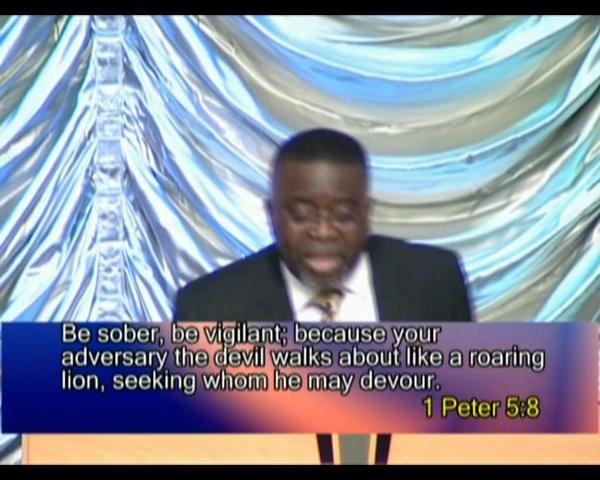 Be sober, be vigilant; because your
adversary the devil walks about like a roaring
lion, seeking whom he may devour.
1 Peter 5:8